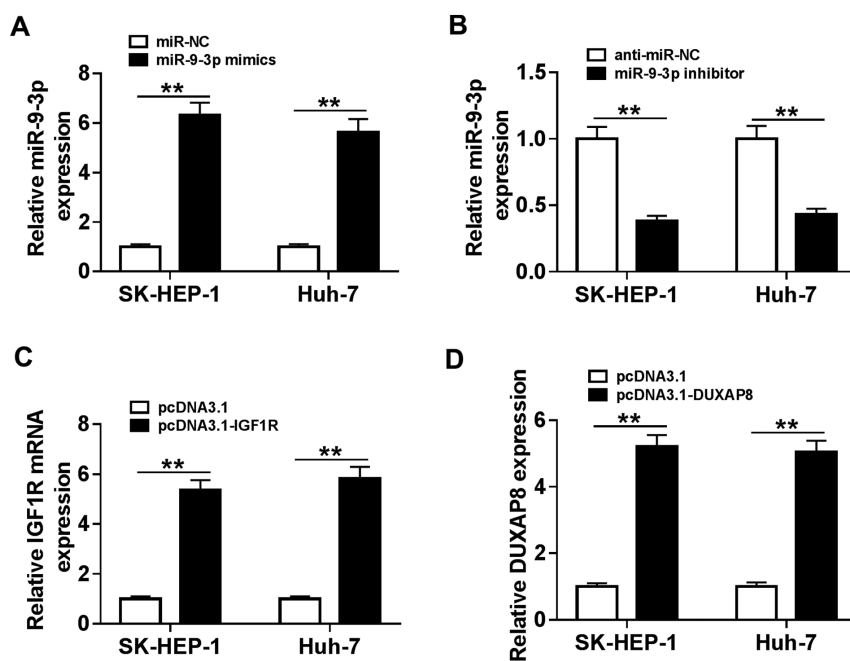 A
miR-NC
miR-9-3p mimics
Relative miR-9-3p
expression
8
6
4
2
0
**
**
SK-HEP-1
Huh-7
B
anti-miR-NC
miR-9-3p inhibitor
Relative miR-9-3p
expression
1.5
1.0
0.5
0.0
**
**
SK-HEP-1
Huh-7
C
pcDNA3.1
pcDNA3.1-IGF1R
Relative IGF1R mRNA
expression
8
6
4
2
0
**
**
SK-HEP-1
Huh-7
D
pcDNA3.1
pcDNA3.1-DUXAP8
Relative DUXAP8 expression
6
4
2
0
**
**
SK-HEP-1
Huh-7